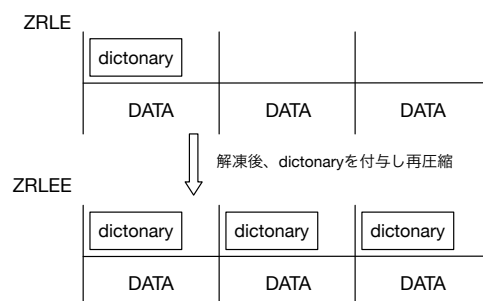 ZRLE
dictonary
DATA DATA DATA
解凍後、dictonaryを付与し再圧縮
ZRLEE
dictonary dictonary dictonary
DATA DATA DATA